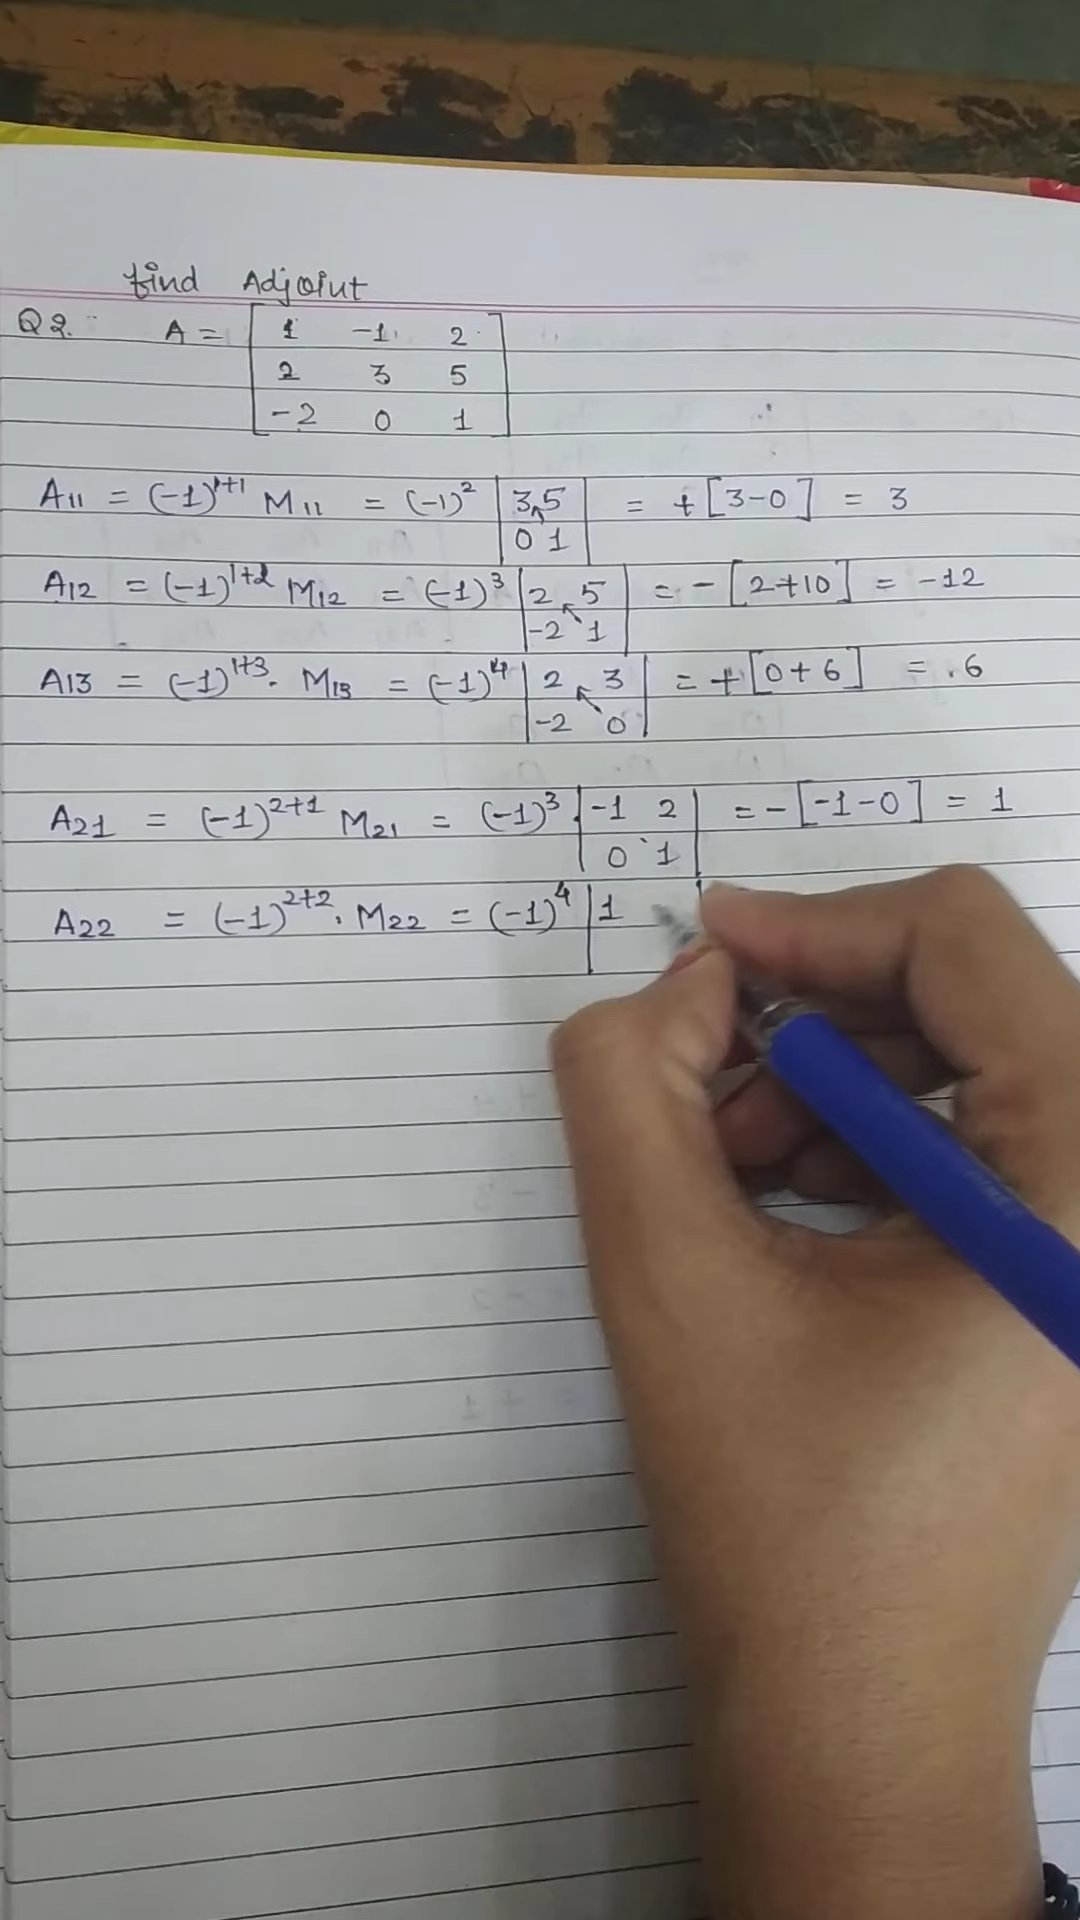 find Adjoint
Q2. A = [ 1 -1 2
2 3 5
-2 0 1 ]
A11 = (-1)^1+1 M11 = (-1)^2 | 3 5 | = +[3-0] = 3
0 1
A12 = (-1)^1+2 M12 = (-1)^3 | 2 5 | = -[2+10] = -12
-2 1
A13 = (-1)^1+3 . M13 = (-1)^4 | 2 3 | = +[0+6] = .6
-2 0
A21 = (-1)^2+1 M21 = (-1)^3 . | -1 2 | = -[-1-0] = 1
0 1
A22 = (-1)^2+2 . M22 = (-1)^4 | 1